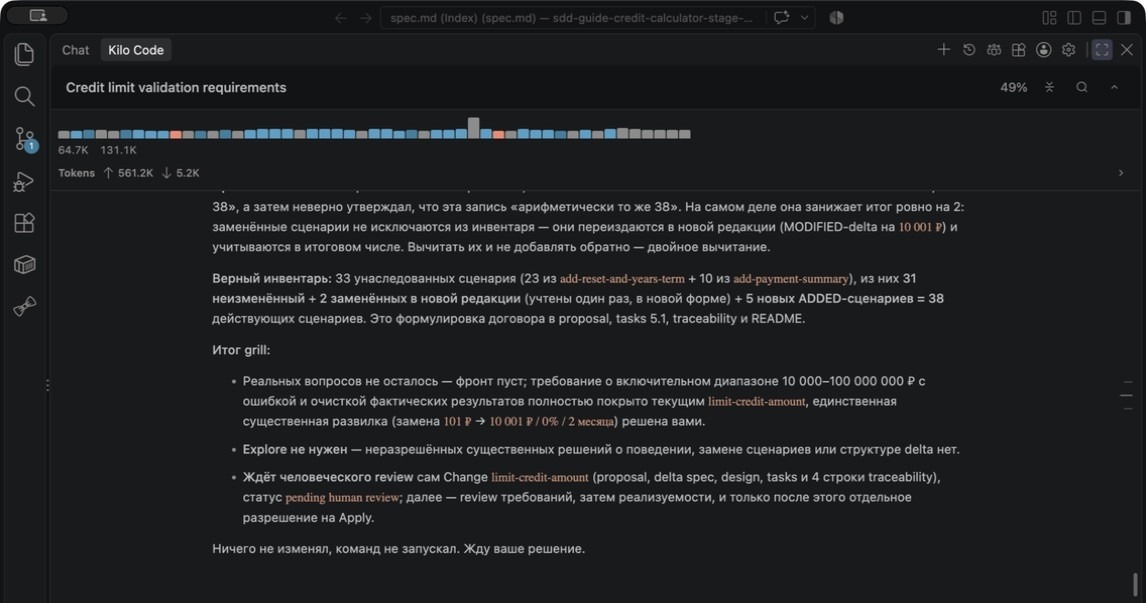 spec.md (Index) (spec.md) — sdd-guide-credit-calculator-stage-...
Chat
Kilo Code
Credit limit validation requirements
49%
1
64.7K 131.1K
Tokens ↑ 561.2K ↓ 5.2K
38», а затем неверно утверждал, что эта запись «арифметически то же 38». На самом деле она занижает итог ровно на 2:
заменённые сценарии не исключаются из инвентаря — они переиздаются в новой редакции (MODIFIED-delta на 10 001 ₽) и
учитываются в итоговом числе. Вычитать их и не добавлять обратно — двойное вычитание.
Верный инвентарь: 33 унаследованных сценария (23 из add-reset-and-years-term + 10 из add-payment-summary), из них 31
неизменённый + 2 заменённых в новой редакции (учтены один раз, в новой форме) + 5 новых ADDED-сценариев = 38
действующих сценариев. Это формулировка договора в proposal, tasks 5.1, traceability и README.
Итог grill:
• Реальных вопросов не осталось — фронт пуст; требование о включительном диапазоне 10 000–100 000 000 ₽ с
ошибкой и очисткой фактических результатов полностью покрыто текущим limit-credit-amount, единственная
существенная развилка (замена 101 ₽ → 10 001 ₽ / 0% / 2 месяца) решена вами.
• Explore не нужен — неразрешённых существенных решений о поведении, замене сценариев или структуре delta нет.
• Ждёт человеческого review сам Change limit-credit-amount (proposal, delta spec, design, tasks и 4 строки traceability),
статус pending human review; далее — review требований, затем реализуемости, и только после этого отдельное
разрешение на Apply.
Ничего не изменял, команд не запускал. Жду ваше решение.